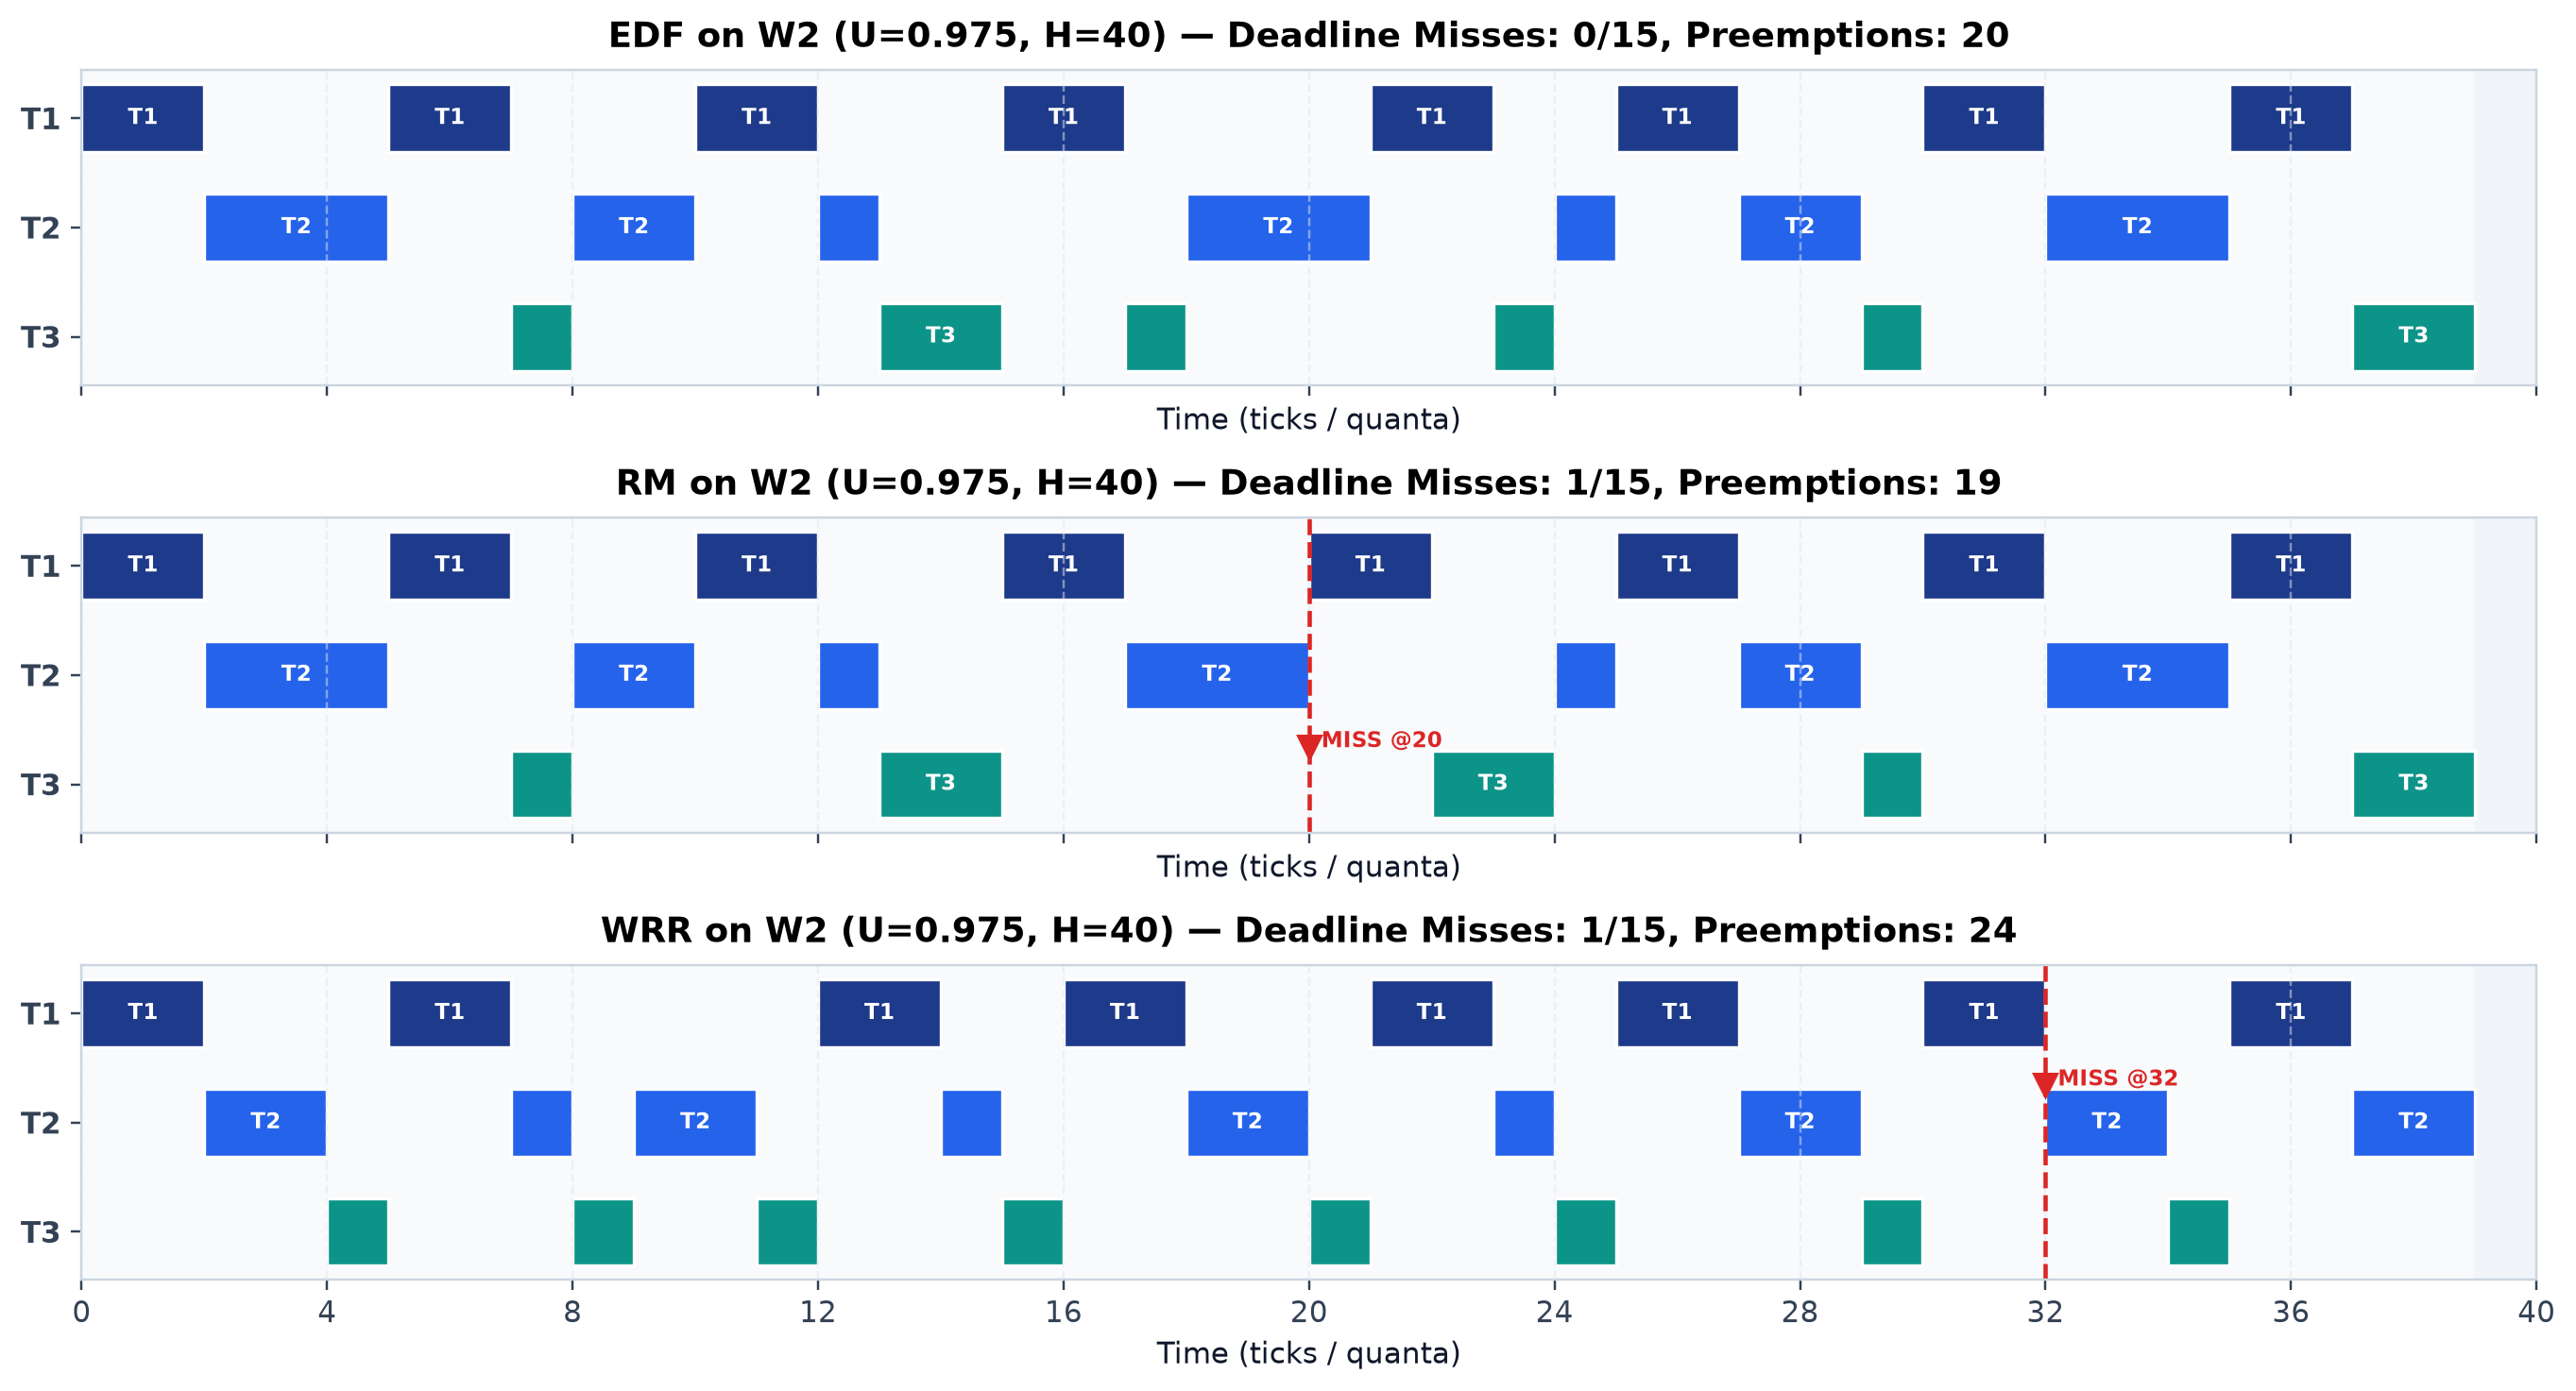 EDF on W2 (U=0.975, H=40) — Deadline Misses: 0/15, Preemptions: 20
T1 T1 T1 T1 T1 T1 T1 T1 T1
T2 T2 T2 T2 T2 T2
T3 T3 T3
Time (ticks / quanta)
RM on W2 (U=0.975, H=40) — Deadline Misses: 1/15, Preemptions: 19
T1 T1 T1 T1 T1 T1 T1 T1 T1
T2 T2 T2 T2 T2 T2
MISS @20
T3 T3 T3 T3
Time (ticks / quanta)
WRR on W2 (U=0.975, H=40) — Deadline Misses: 1/15, Preemptions: 24
T1 T1 T1 T1 T1 T1 T1 T1 T1
MISS @32
T2 T2 T2 T2 T2 T2 T2
T3
0 4 8 12 16 20 24 28 32 36 40
Time (ticks / quanta)